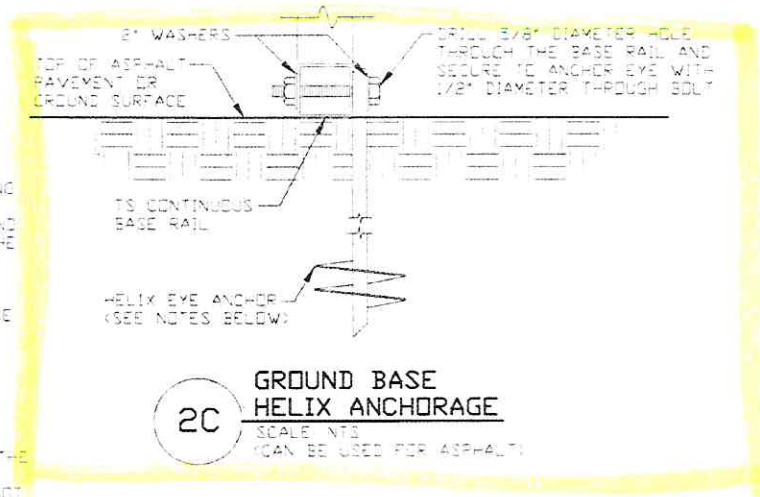 2" WASHERS
DRILL 5/8" DIAMETER HOLE
THROUGH THE BASE RAIL AND
SECURE TO ANCHOR EYE WITH
1/2" DIAMETER THROUGH BOLT
TOP OF ASPHALT
PAVEMENT OR
GROUND SURFACE
TS CONTINUOUS
BASE RAIL
HELIX EYE ANCHOR
(SEE NOTES BELOW)
2C
GROUND BASE
HELIX ANCHORAGE
SCALE: NTS
(CAN BE USED FOR ASPHALT)